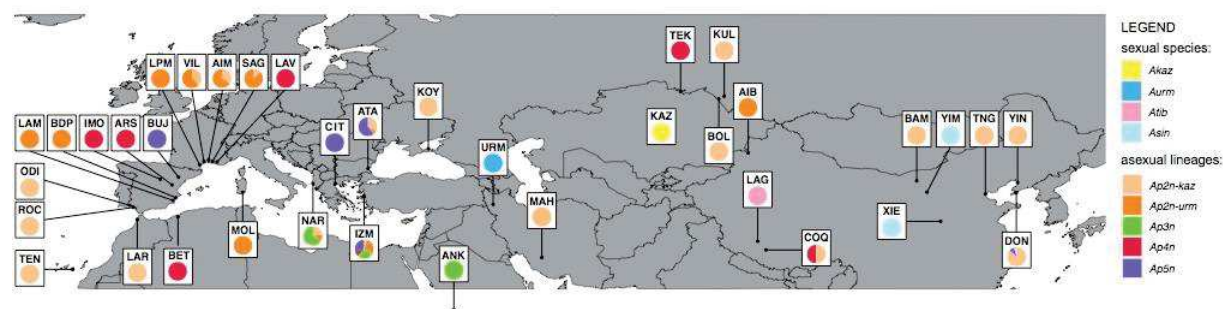 LPM VIL AIM SAG LAV
LAM BDP IMO ARS BUJ
ODI
ROC
TEN
LAR
BET
MOL
NAR
CIT
ATA
IZM
KOY
URM
ANK
MAH
TEK KUL
KAZ
BOL
AIB
LAG
COQ
BAM YIM TNG YIN
XIE
DON
LEGEND
sexual species:
Akaz
Aurm
Atib
Asin
asexual lineages:
Ap2n-kaz
Ap2n-urm
Ap3n
Ap4n
Ap5n